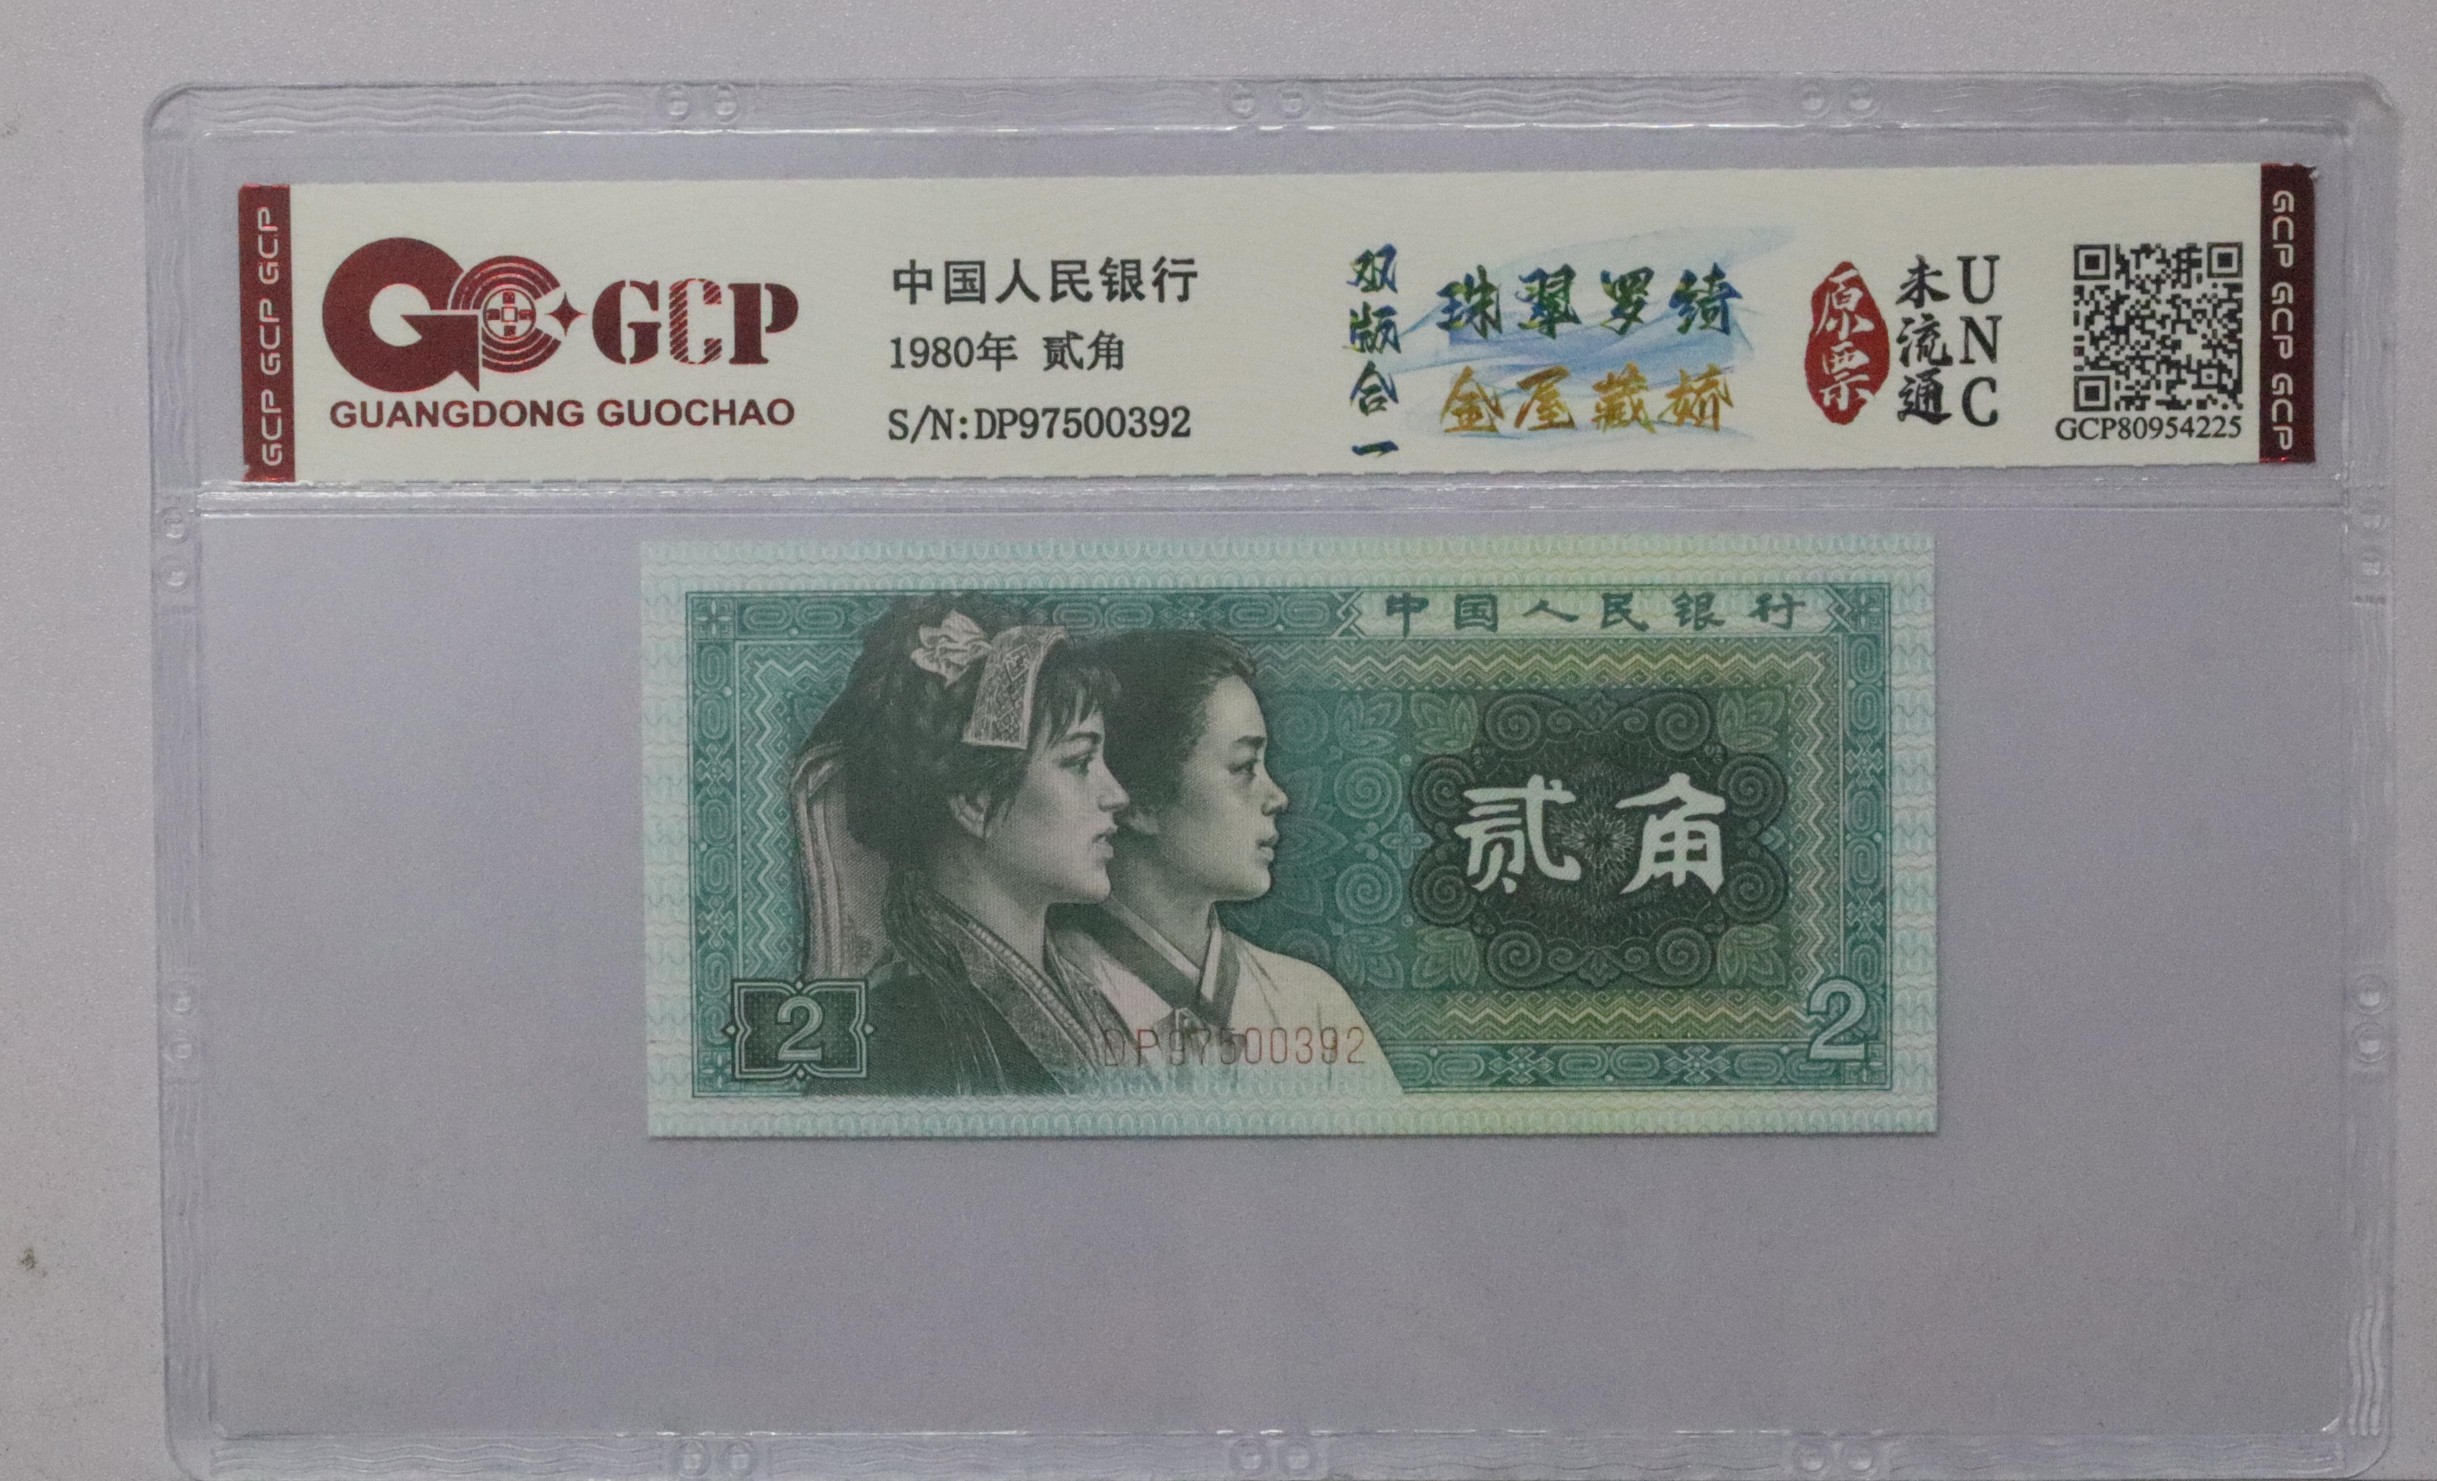 GCP GCP GCP
GCP
GUANGDONG GUOCHAO
中国人民银行
1980年 贰角
S/N:DP97500392
双版合一
珠翠罗绮
金屋藏娇
原票
未流通
UNC
GCP80954225
GCP GCP GCP
中国人民银行
贰角
2
DP97500392
2